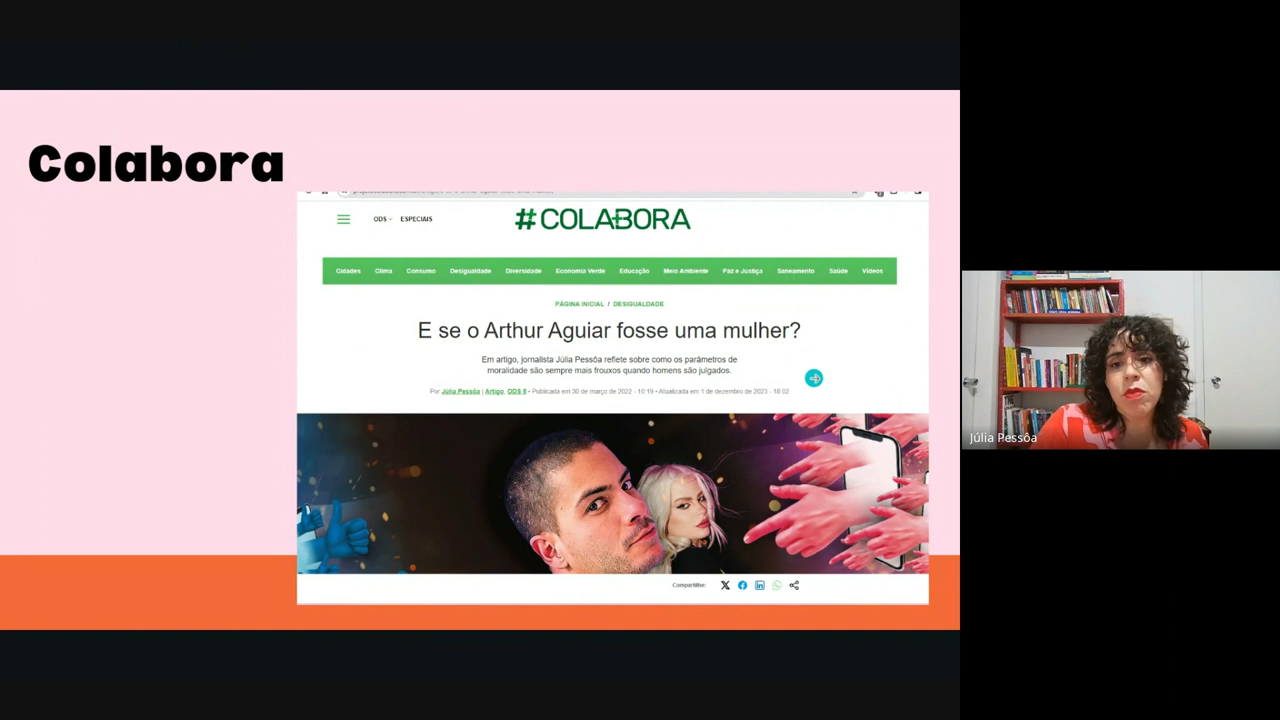 Colabora
ODS ESPECIAIS
#COLABORA
Cidades Clima Consumo Desigualdade Diversidade Economia Verde Educação Meio Ambiente Paz e Justiça Saneamento Saúde Vídeos
PÁGINA INICIAL / DESIGUALDADE
E se o Arthur Aguiar fosse uma mulher?
Em artigo, jornalista Júlia Pessôa reflete sobre como os parâmetros de
moralidade são sempre mais frouxos quando homens são julgados.
Por Júlia Pessôa | Artigo, ODS 5 • Publicada em 30 de março de 2022 - 10:19 • Atualizada em 1 de dezembro de 2023 - 18:02
Compartilhe:
Júlia Pessôa